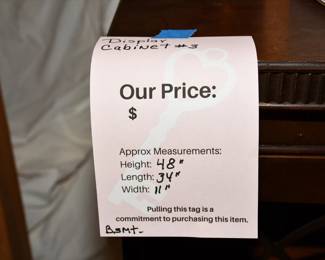 Display
Cabinet #3
Our Price:
$
Approx Measurements:
Height: 48"
Length: 34"
Width: 11"
Pulling this tag is a
commitment to purchasing this item.
BSMT-